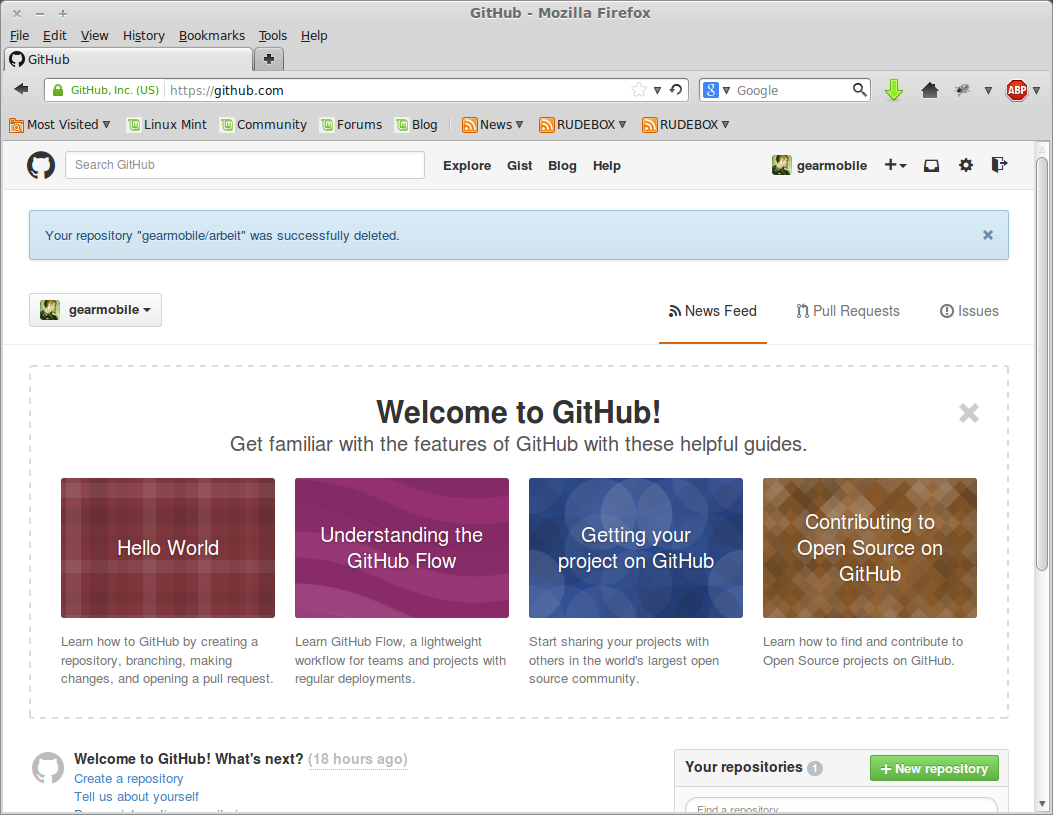 GitHub - Mozilla Firefox
File Edit View History Bookmarks Tools Help
GitHub
GitHub, Inc. (US) https://github.com Google ABP
Most Visited Linux Mint Community Forums Blog News RUDEBOX RUDEBOX
Search GitHub Explore Gist Blog Help gearmobile
Your repository "gearmobile/arbeit" was successfully deleted.
gearmobile News Feed Pull Requests Issues
Welcome to GitHub!
Get familiar with the features of GitHub with these helpful guides.
Hello World
Understanding the
GitHub Flow
Getting your
project on GitHub
Contributing to
Open Source on
GitHub
Learn how to GitHub by creating a
repository, branching, making
changes, and opening a pull request.
Learn GitHub Flow, a lightweight
workflow for teams and projects with
regular deployments.
Start sharing your projects with
others in the world's largest open
source community.
Learn how to find and contribute to
Open Source projects on GitHub.
Welcome to GitHub! What's next? (18 hours ago)
Create a repository
Tell us about yourself
Your repositories 1 + New repository
Find a repository